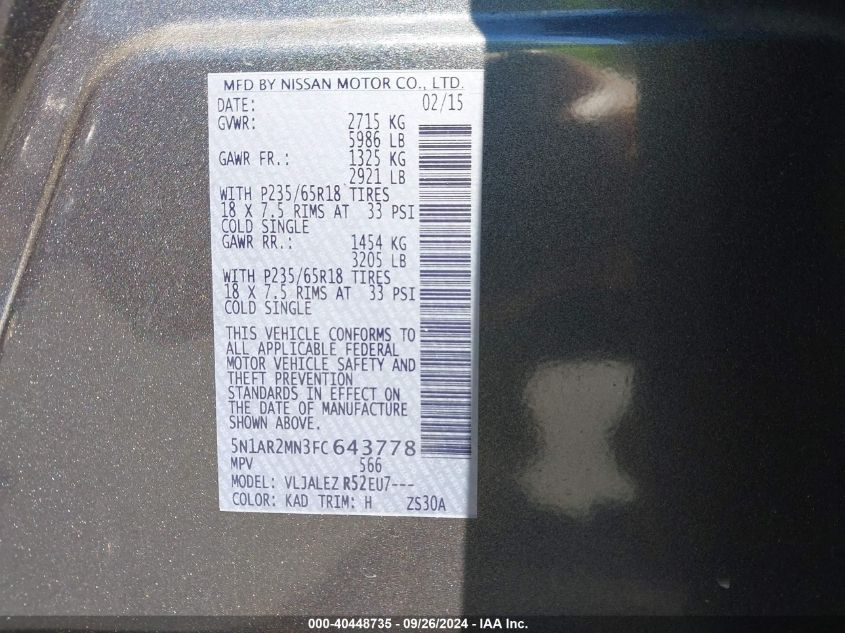 MFD BY NISSAN MOTOR CO., LTD.
DATE: 02/15
GVWR: 2715 KG
5986 LB
GAWR FR.: 1325 KG
2921 LB
WITH P235/65R18 TIRES
18 X 7.5 RIMS AT 33 PSI
COLD SINGLE
GAWR RR.: 1454 KG
3205 LB
WITH P235/65R18 TIRES
18 X 7.5 RIMS AT 33 PSI
COLD SINGLE
THIS VEHICLE CONFORMS TO
ALL APPLICABLE FEDERAL
MOTOR VEHICLE SAFETY AND
THEFT PREVENTION
STANDARDS IN EFFECT ON
THE DATE OF MANUFACTURE
SHOWN ABOVE.
5N1AR2MN3FC643778
MPV 566
MODEL: VLJALEZ R52EU7---
COLOR: KAD TRIM: H ZS30A
000-40448735 - 09/26/2024 - IAA Inc.